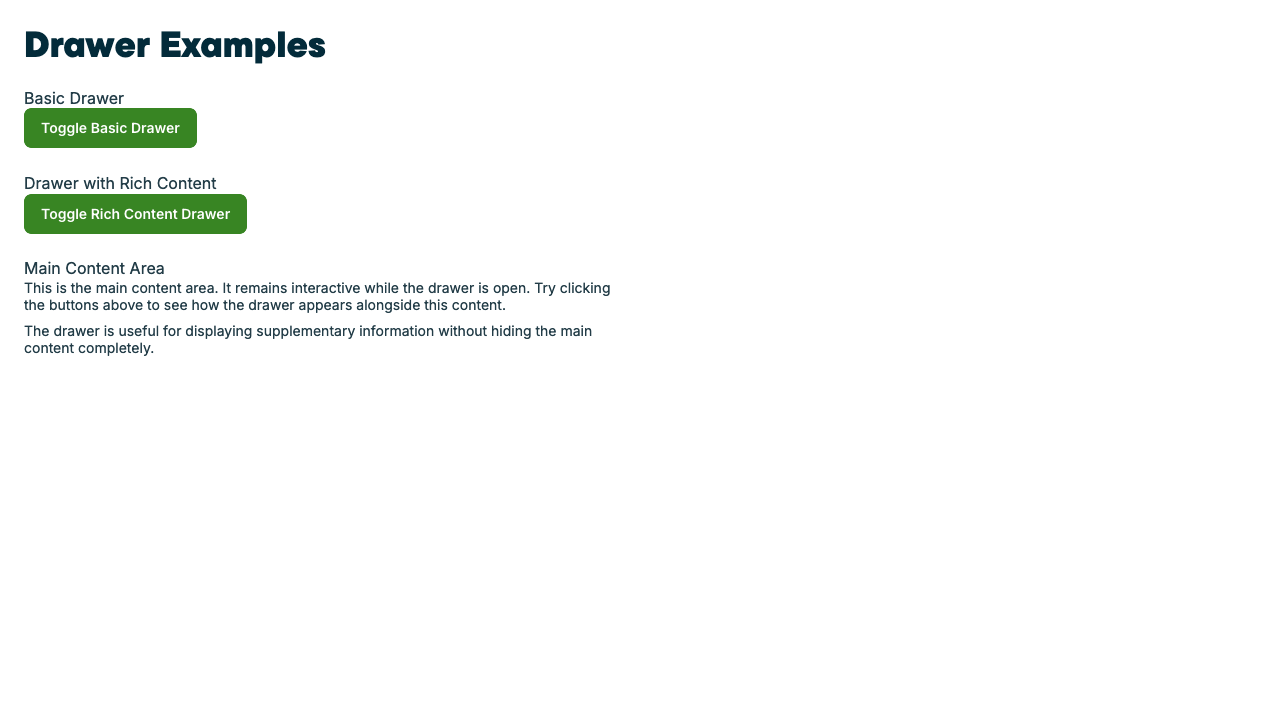 Drawer Examples
Basic Drawer
Toggle Basic Drawer
Drawer with Rich Content
Toggle Rich Content Drawer
Main Content Area
This is the main content area. It remains interactive while the drawer is open. Try clicking
the buttons above to see how the drawer appears alongside this content.
The drawer is useful for displaying supplementary information without hiding the main
content completely.